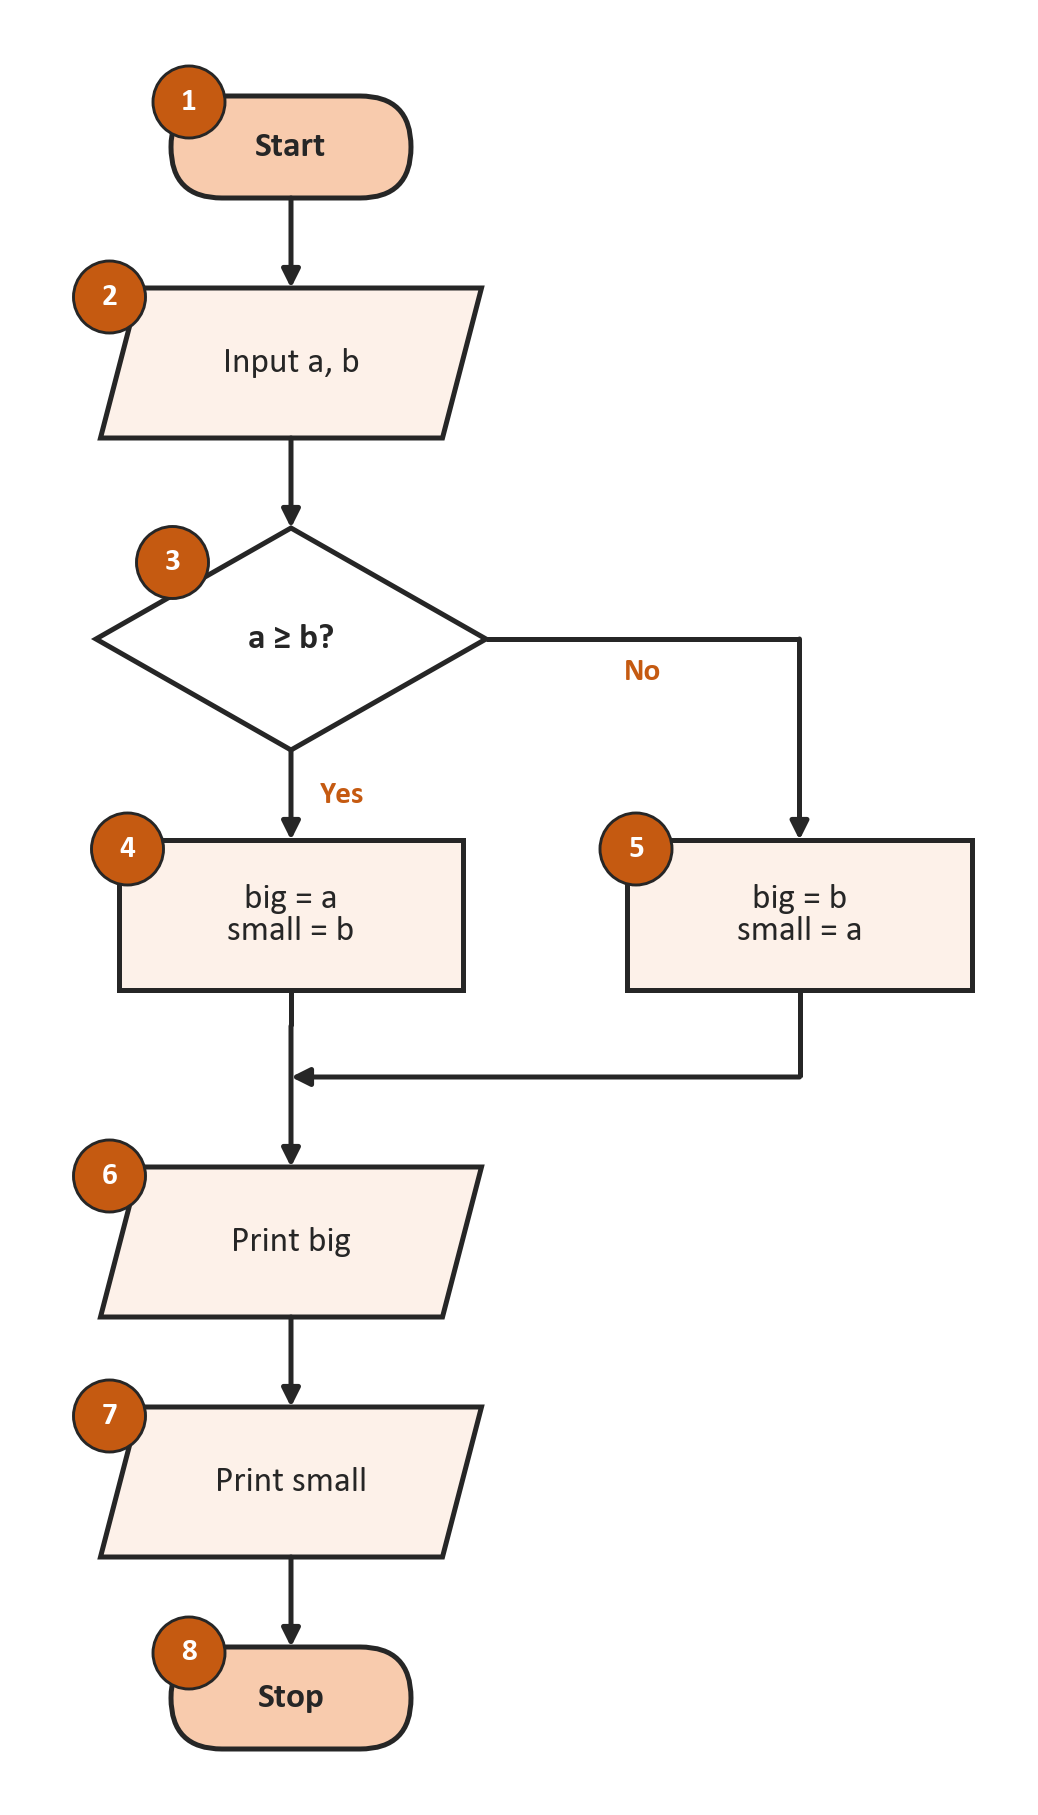 1
Start
2
Input a, b
3
a ≥ b?
No
Yes
4
big = a
small = b
5
big = b
small = a
6
Print big
7
Print small
8
Stop